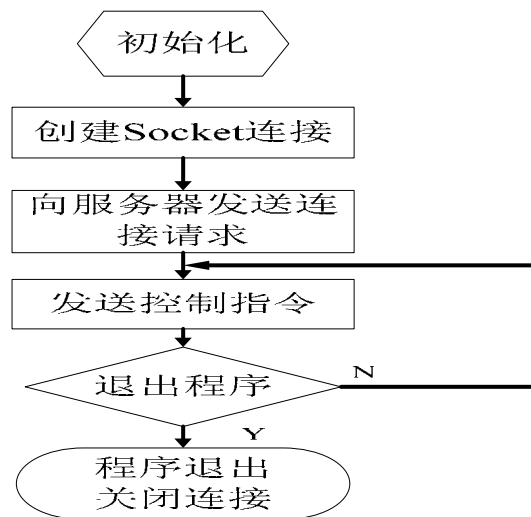 初始化
创建Socket连接
向服务器发送连
接请求
发送控制指令
退出程序
N
Y
程序退出
关闭连接